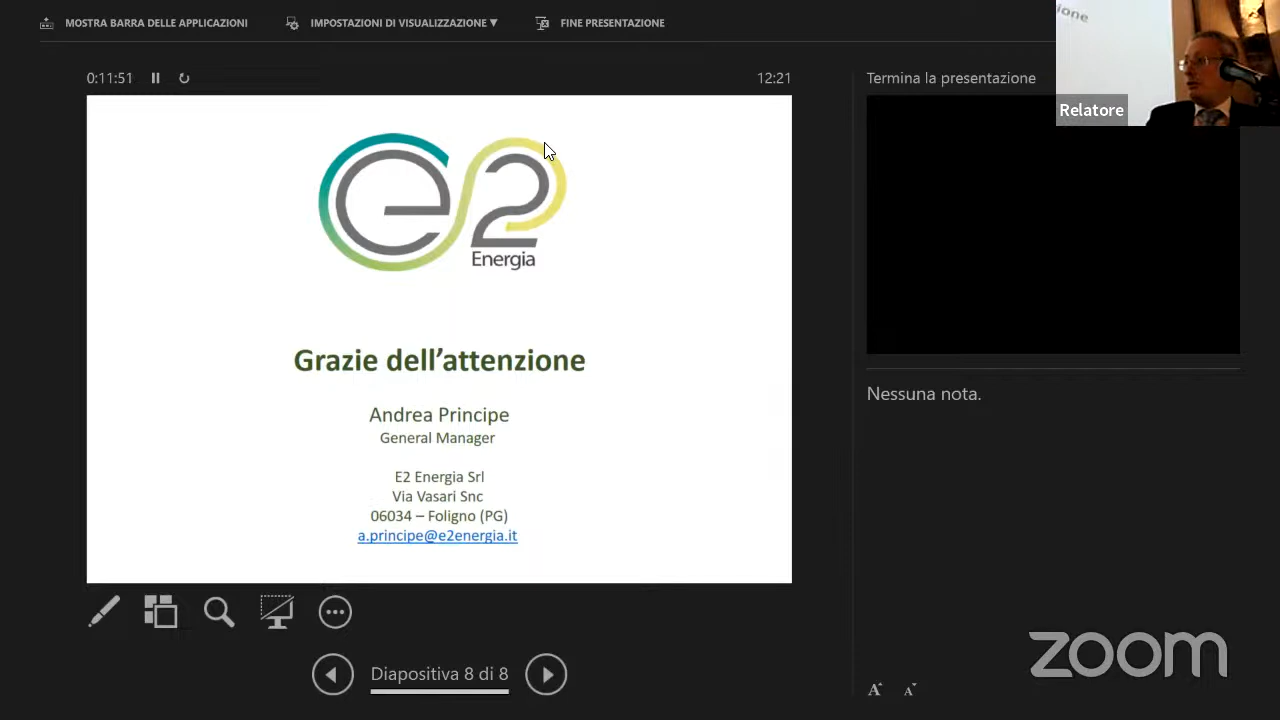 MOSTRA BARRA DELLE APPLICAZIONI
IMPOSTAZIONI DI VISUALIZZAZIONE ▼
FINE PRESENTAZIONE
ione
Relatore
0:11:51
12:21
Termina la presentazione
e2
Energia
Grazie dell’attenzione
Andrea Principe
General Manager
E2 Energia Srl
Via Vasari Snc
06034 – Foligno (PG)
a.principe@e2energia.it
Nessuna nota.
Diapositiva 8 di 8
A A
zoom